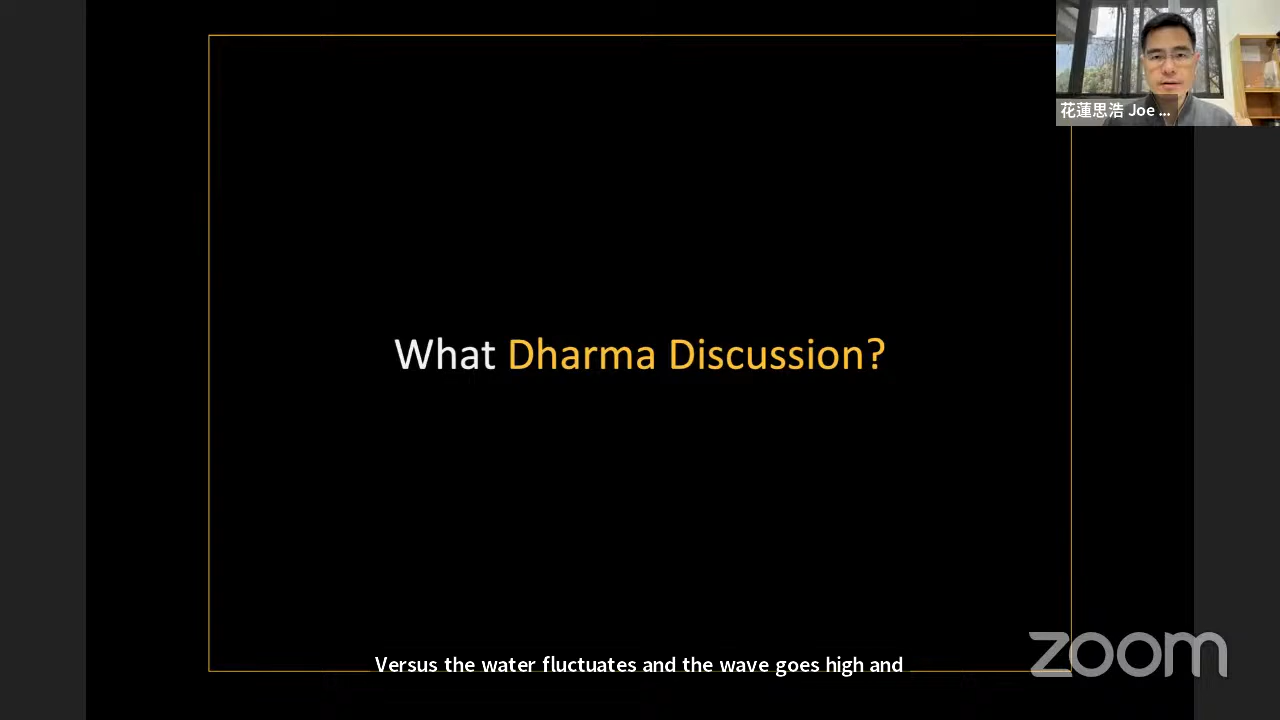 花蓮思浩 Joe ...
What Dharma Discussion?
Versus the water fluctuates and the wave goes high and
zoom